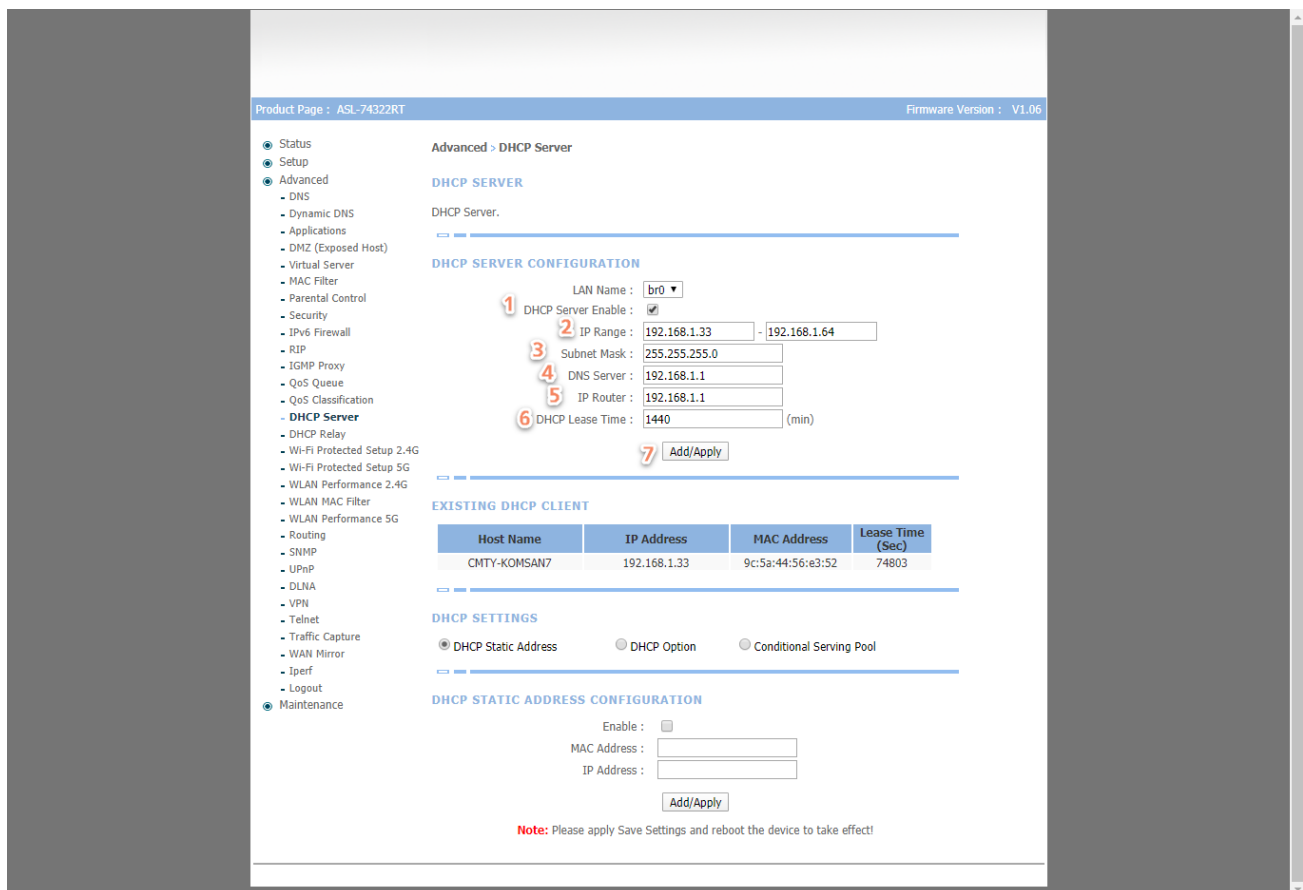 Product Page : ASL-74322RT Firmware Version : V1.06
Status
Setup
Advanced
- DNS
- Dynamic DNS
- Applications
- DMZ (Exposed Host)
- Virtual Server
- MAC Filter
- Parental Control
- Security
- IPv6 Firewall
- RIP
- IGMP Proxy
- QoS Queue
- QoS Classification
- DHCP Server
- DHCP Relay
- Wi-Fi Protected Setup 2.4G
- Wi-Fi Protected Setup 5G
- WLAN Performance 2.4G
- WLAN MAC Filter
- WLAN Performance 5G
- Routing
- SNMP
- UPnP
- DLNA
- VPN
- Telnet
- Traffic Capture
- WAN Mirror
- Iperf
- Logout
Maintenance
Advanced > DHCP Server
DHCP SERVER
DHCP Server.
DHCP SERVER CONFIGURATION
LAN Name : br0
1 DHCP Server Enable :
2 IP Range : 192.168.1.33 - 192.168.1.64
3 Subnet Mask : 255.255.255.0
4 DNS Server : 192.168.1.1
5 IP Router : 192.168.1.1
6 DHCP Lease Time : 1440 (min)
7 Add/Apply
EXISTING DHCP CLIENT
Host Name IP Address MAC Address Lease Time (Sec)
CMTY-KOMSAN7 192.168.1.33 9c:5a:44:56:e3:52 74803
DHCP SETTINGS
DHCP Static Address DHCP Option Conditional Serving Pool
DHCP STATIC ADDRESS CONFIGURATION
Enable :
MAC Address :
IP Address :
Add/Apply
Note: Please apply Save Settings and reboot the device to take effect!